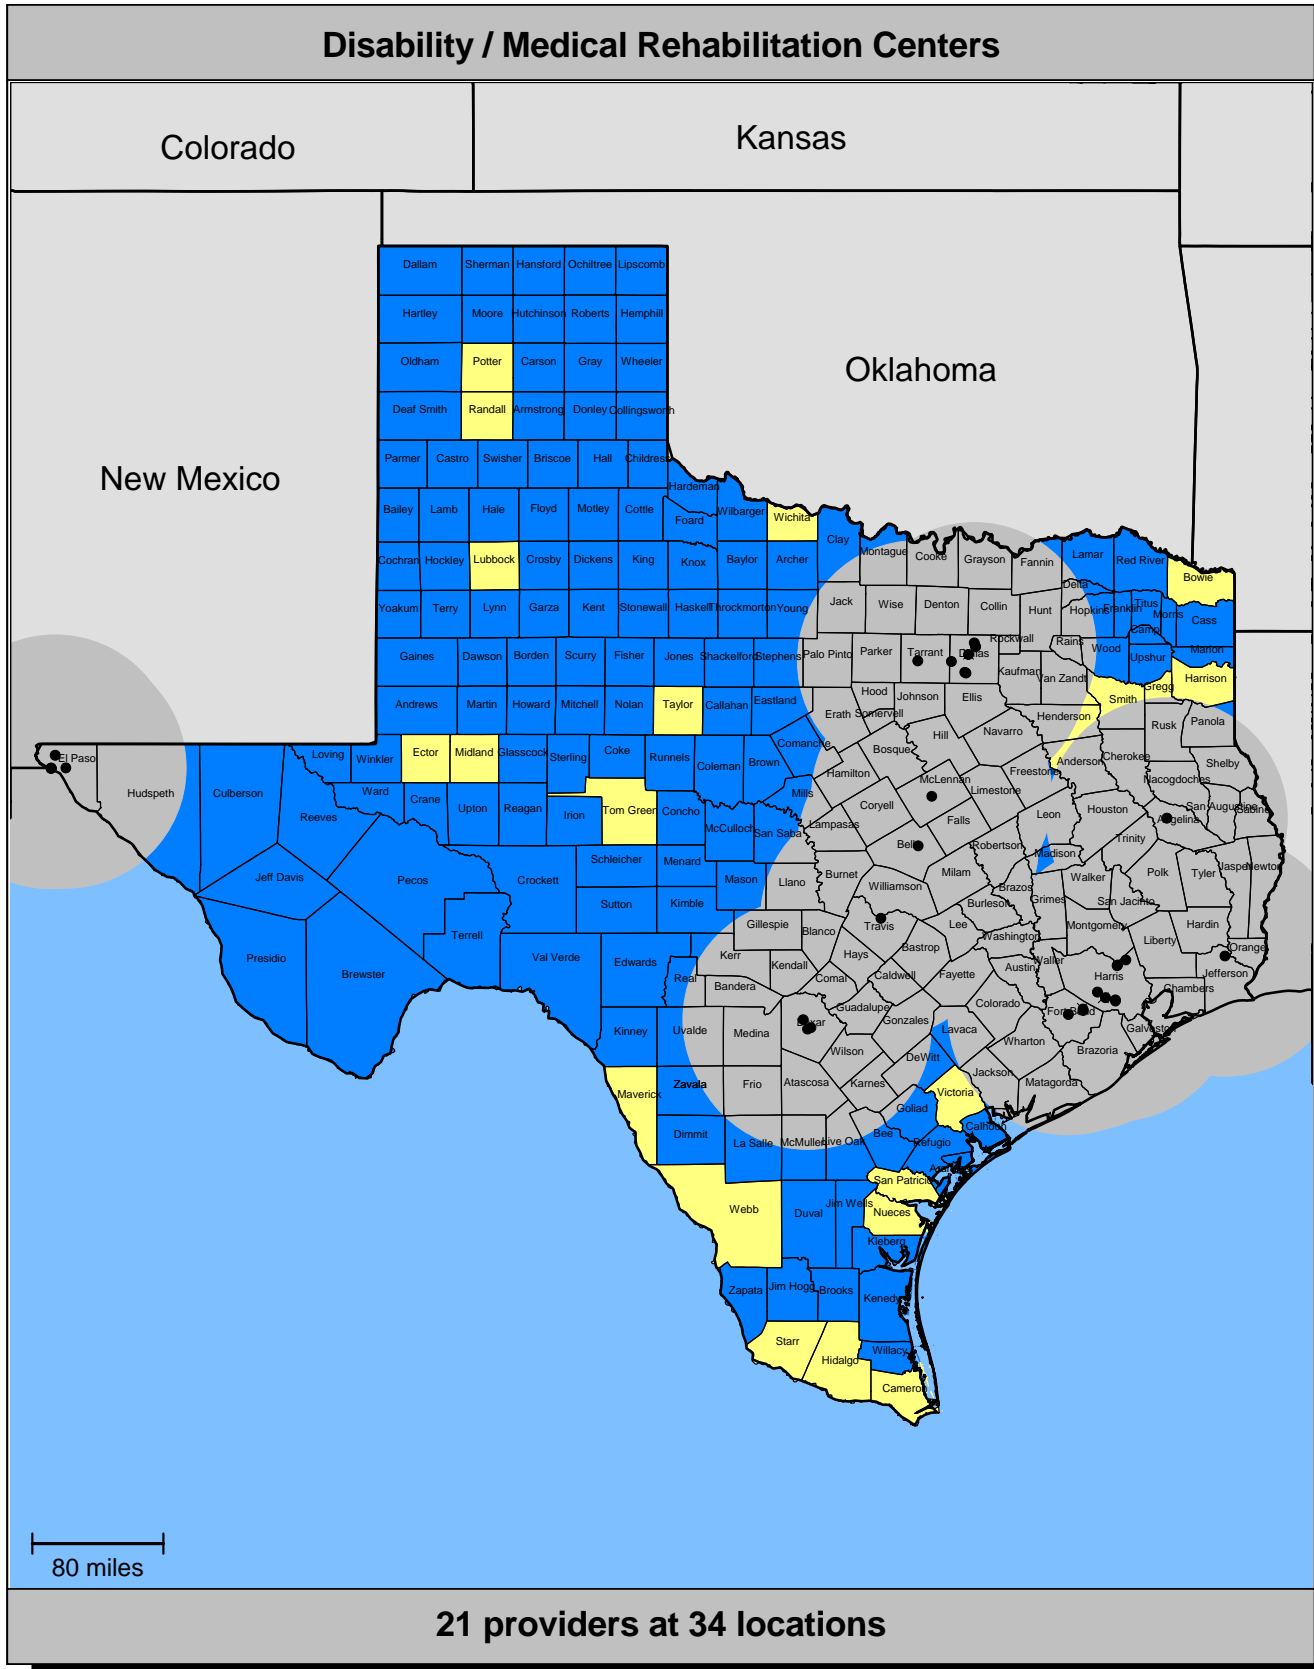 Disability / Medical Rehabilitation Centers
Colorado
Kansas
Oklahoma
New Mexico
Dallam Sherman Hansford Ochiltree Lipscomb
Hartley Moore Hutchinson Roberts Hemphill
Oldham Potter Carson Gray Wheeler
Deaf Smith Randall Armstrong Donley Collingsworth
Parmer Castro Swisher Briscoe Hall Childress
Hardeman
Bailey Lamb Hale Floyd Motley Cottle Foard Wilbarger Wichita
Clay Montague Cooke Grayson Fannin Lamar Red River Bowie
Cochran Hockley Lubbock Crosby Dickens King Knox Baylor Archer
Delta
Yoakum Terry Lynn Garza Kent Stonewall Haskell Throckmorton Young Jack Wise Denton Collin Hunt Hopkins Franklin Titus Morris Cass
Camp
Gaines Dawson Borden Scurry Fisher Jones Shackelford Stephens Palo Pinto Parker Tarrant Dallas Rockwall Rains Wood Upshur Marion
Kaufman Van Zandt Smith Gregg Harrison
Andrews Martin Howard Mitchell Nolan Taylor Callahan Eastland Erath Hood Somervell Johnson Ellis Henderson Rusk Panola
El Paso Hudspeth Culberson Loving Winkler Ector Midland Glasscock Sterling Coke Runnels Coleman Brown Comanche Hamilton Bosque Hill Navarro Freestone Anderson Cherokee Shelby
Nacogdoches
Reeves Ward Crane Upton Reagan Irion Tom Green Concho McCulloch San Saba Mills Lampasas Coryell McLennan Limestone Falls Leon Houston Angelina San Augustine Sabine
Trinity
Jeff Davis Pecos Crockett Schleicher Menard Mason Llano Burnet Bell Milam Robertson Madison Walker Polk Tyler Jasper Newton
Sutton Kimble Williamson Brazos Grimes San Jacinto
Burleson
Presidio Brewster Terrell Val Verde Edwards Real Kerr Gillespie Blanco Travis Lee Washington Montgomery Liberty Hardin Orange
Kendall Hays Bastrop Austin Waller Harris Jefferson
Bandera Comal Caldwell Fayette Chambers
Kinney Uvalde Medina Bexar Guadalupe Gonzales Lavaca Colorado Fort Bend Galveston
Wilson DeWitt Wharton Brazoria
Maverick Zavala Frio Atascosa Karnes Victoria Jackson Matagorda
Goliad Calhoun
Dimmit La Salle McMullen Live Oak Bee Refugio
San Patricio
Webb Duval Jim Wells Nueces
Kleberg
Zapata Jim Hogg Brooks Kenedy
Starr Hidalgo Willacy
Cameron
80 miles
21 providers at 34 locations